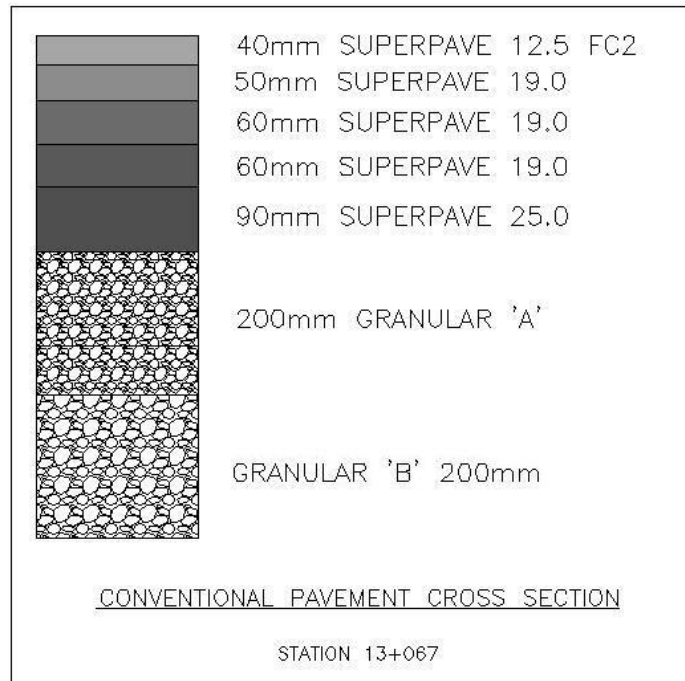 40mm SUPERPAVE 12.5 FC2
50mm SUPERPAVE 19.0
60mm SUPERPAVE 19.0
60mm SUPERPAVE 19.0
90mm SUPERPAVE 25.0
200mm GRANULAR 'A'
GRANULAR 'B' 200mm
CONVENTIONAL PAVEMENT CROSS SECTION
STATION 13+067